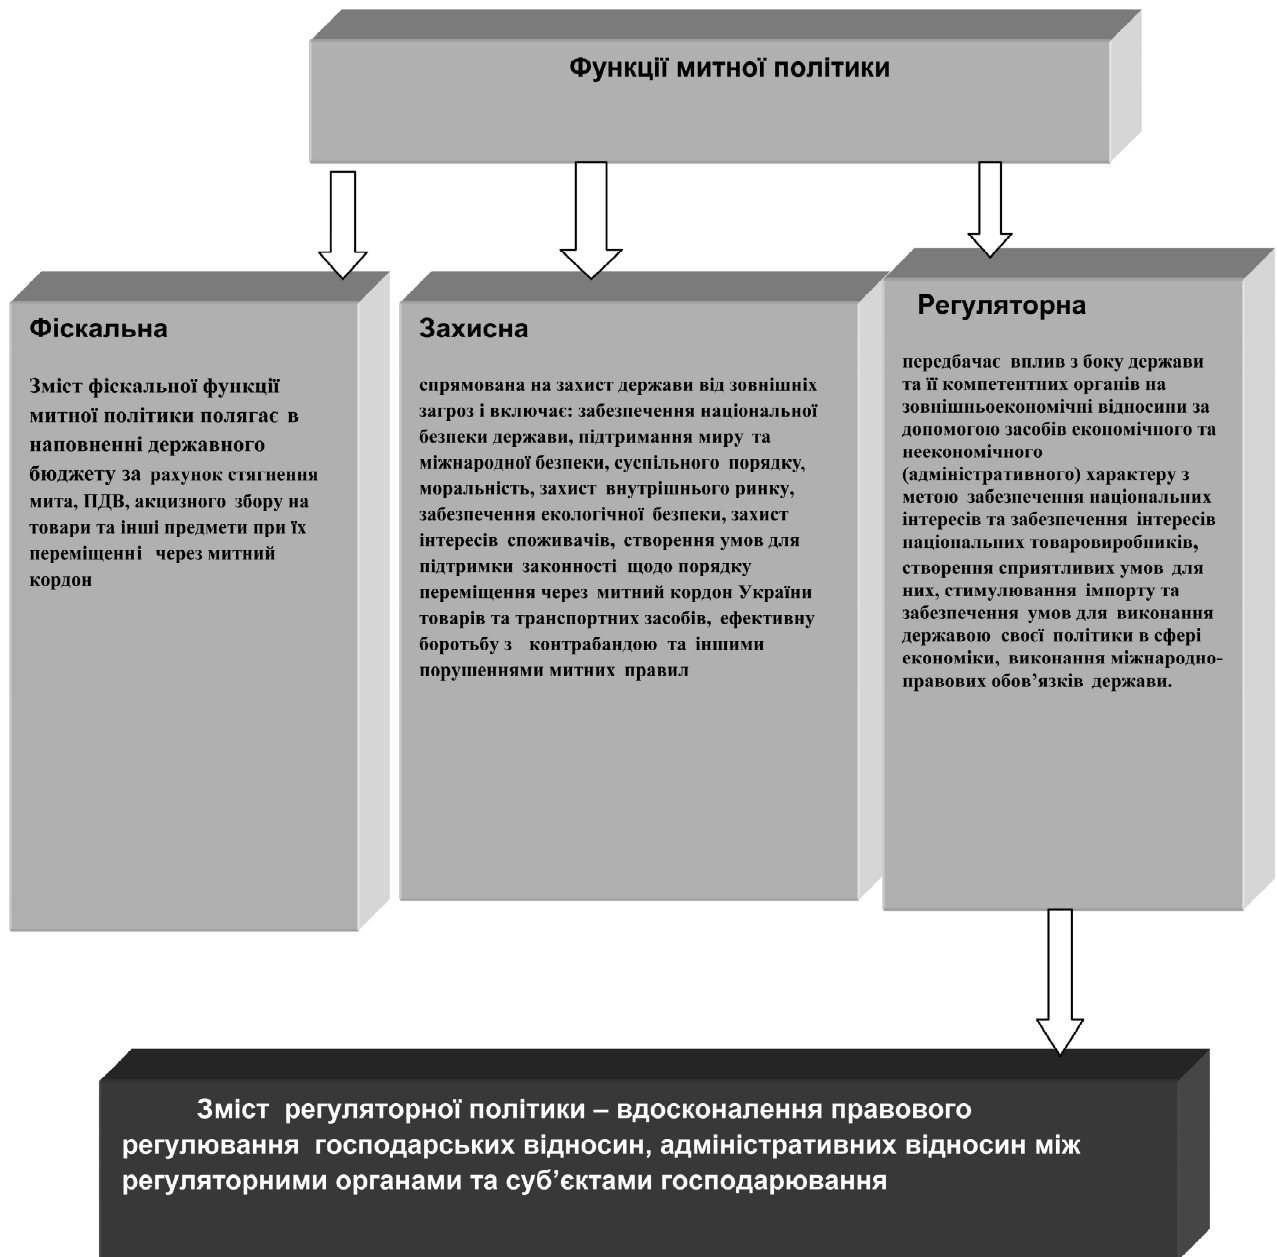 Функції митної політики
Фіскальна
Зміст фіскальної функції
митної політики полягає в
наповненні державного
бюджету за рахунок стягнення
мита, ПДВ, акцизного збору на
товари та інші предмети при їх
переміщенні через митний
кордон
Захисна
спрямована на захист держави від зовнішніх
загроз і включає: забезпечення національної
безпеки держави, підтримання миру та
міжнародної безпеки, суспільного порядку,
моральність, захист внутрішнього ринку,
забезпечення екологічної безпеки, захист
інтересів споживачів, створення умов для
підтримки законності щодо порядку
переміщення через митний кордон України
товарів та транспортних засобів, ефективну
боротьбу з контрабандою та іншими
порушеннями митних правил
Регуляторна
передбачає вплив з боку держави
та її компетентних органів на
зовнішньоекономічні відносини за
допомогою засобів економічного та
неекономічного
(адміністративного) характеру з
метою забезпечення національних
інтересів та забезпечення інтересів
національних товаровиробників,
створення сприятливих умов для
них, стимулювання імпорту та
забезпечення умов для виконання
державою своєї політики в сфері
економіки, виконання міжнародно-
правових обов’язків держави.
Зміст регуляторної політики – вдосконалення правового
регулювання господарських відносин, адміністративних відносин між
регуляторними органами та суб’єктами господарювання